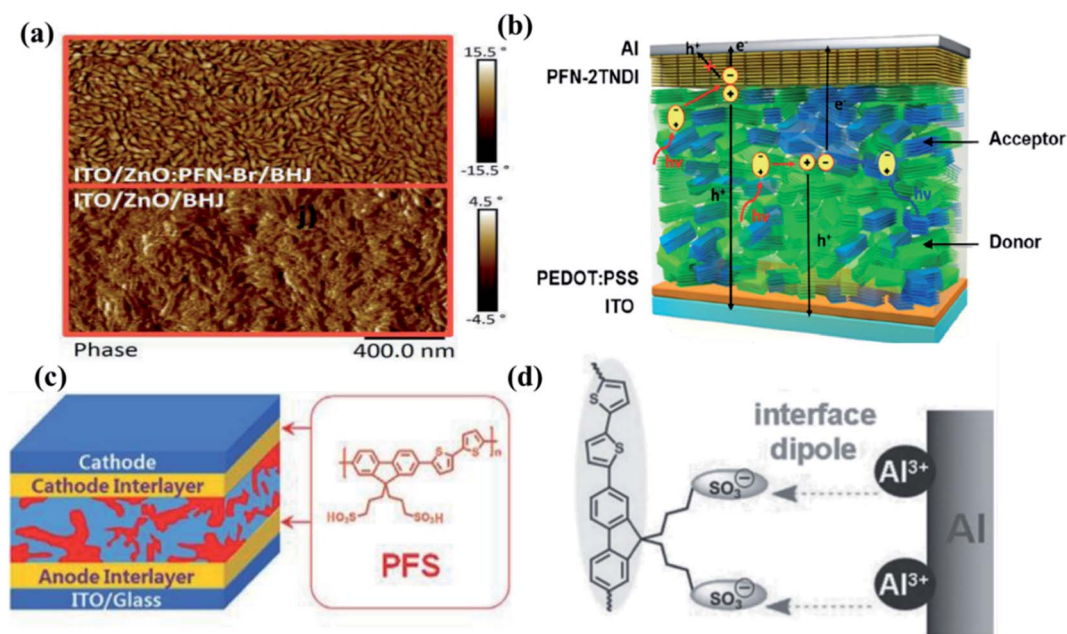 (a)
15.5 °
-15.5 °
ITO/ZnO:PFN-Br/BHJ
ITO/ZnO/BHJ
4.5 °
-4.5 °
Phase
400.0 nm
(b)
Al
PFN-2TNDI
h+
e-
e-
Acceptor
hν
hν
hν
h+
h+
Donor
PEDOT:PSS
ITO
(c)
Cathode
Cathode Interlayer
Anode Interlayer
ITO/Glass
S
S
n
HO3S
SO3H
PFS
(d)
S
S
interface
dipole
SO3⊖
SO3⊖
Al3+
Al3+
Al